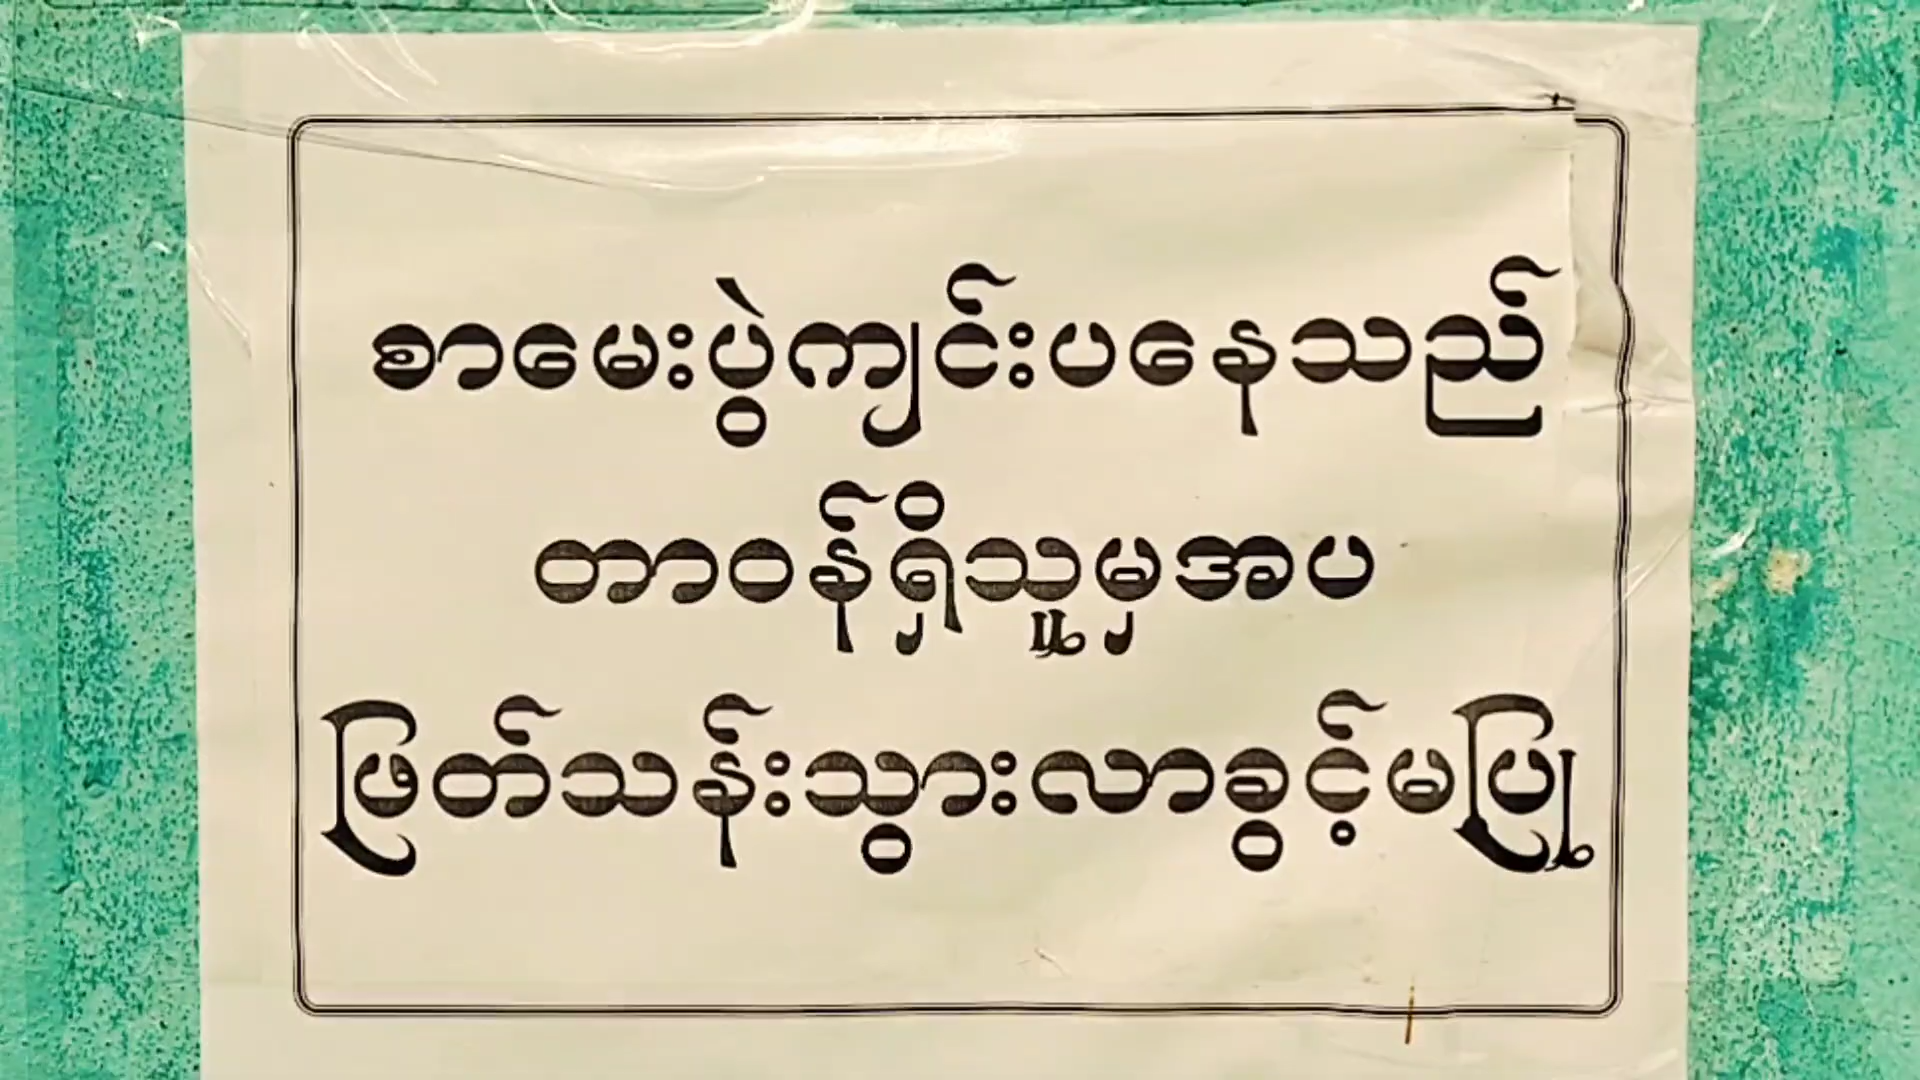 စာမေးပွဲကျင်းပနေသည်
တာဝန်ရှိသူမှအပ
ဖြတ်သန်းသွားလာခွင့်မပြု